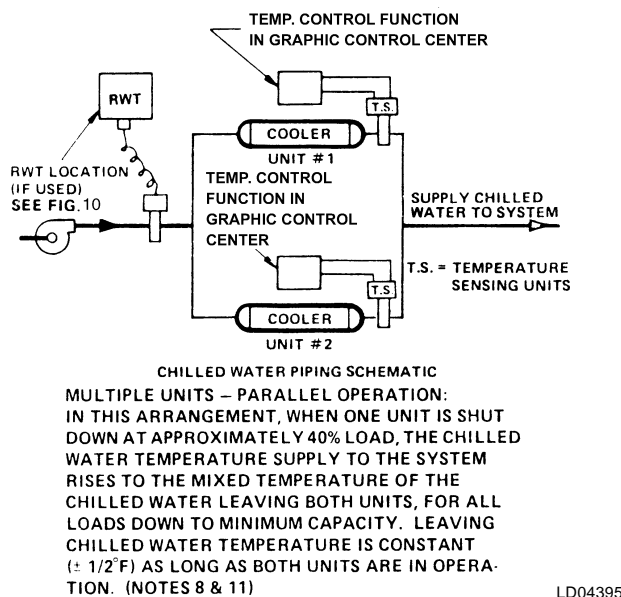 TEMP. CONTROL FUNCTION
IN GRAPHIC CONTROL CENTER
RWT
T.S.
COOLER
UNIT #1
RWT LOCATION
(IF USED)
SEE FIG.10
TEMP. CONTROL
FUNCTION IN
GRAPHIC CONTROL
CENTER
SUPPLY CHILLED
WATER TO SYSTEM
T.S. = TEMPERATURE
SENSING UNITS
T.S.
COOLER
UNIT #2
CHILLED WATER PIPING SCHEMATIC
MULTIPLE UNITS – PARALLEL OPERATION:
IN THIS ARRANGEMENT, WHEN ONE UNIT IS SHUT
DOWN AT APPROXIMATELY 40% LOAD, THE CHILLED
WATER TEMPERATURE SUPPLY TO THE SYSTEM
RISES TO THE MIXED TEMPERATURE OF THE
CHILLED WATER LEAVING BOTH UNITS, FOR ALL
LOADS DOWN TO MINIMUM CAPACITY. LEAVING
CHILLED WATER TEMPERATURE IS CONSTANT
(± 1/2°F) AS LONG AS BOTH UNITS ARE IN OPERA-
TION. (NOTES 8 & 11)
LD04395